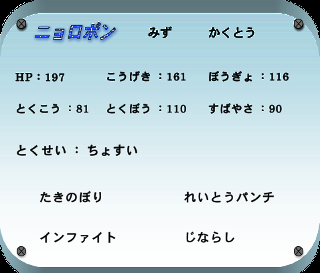 ニョロボン みず かくとう
HP：197 こうげき：161 ぼうぎょ：116
とくこう：81 とくぼう：110 すばやさ：90
とくせい：ちょすい
たきのぼり れいとうパンチ
インファイト じならし